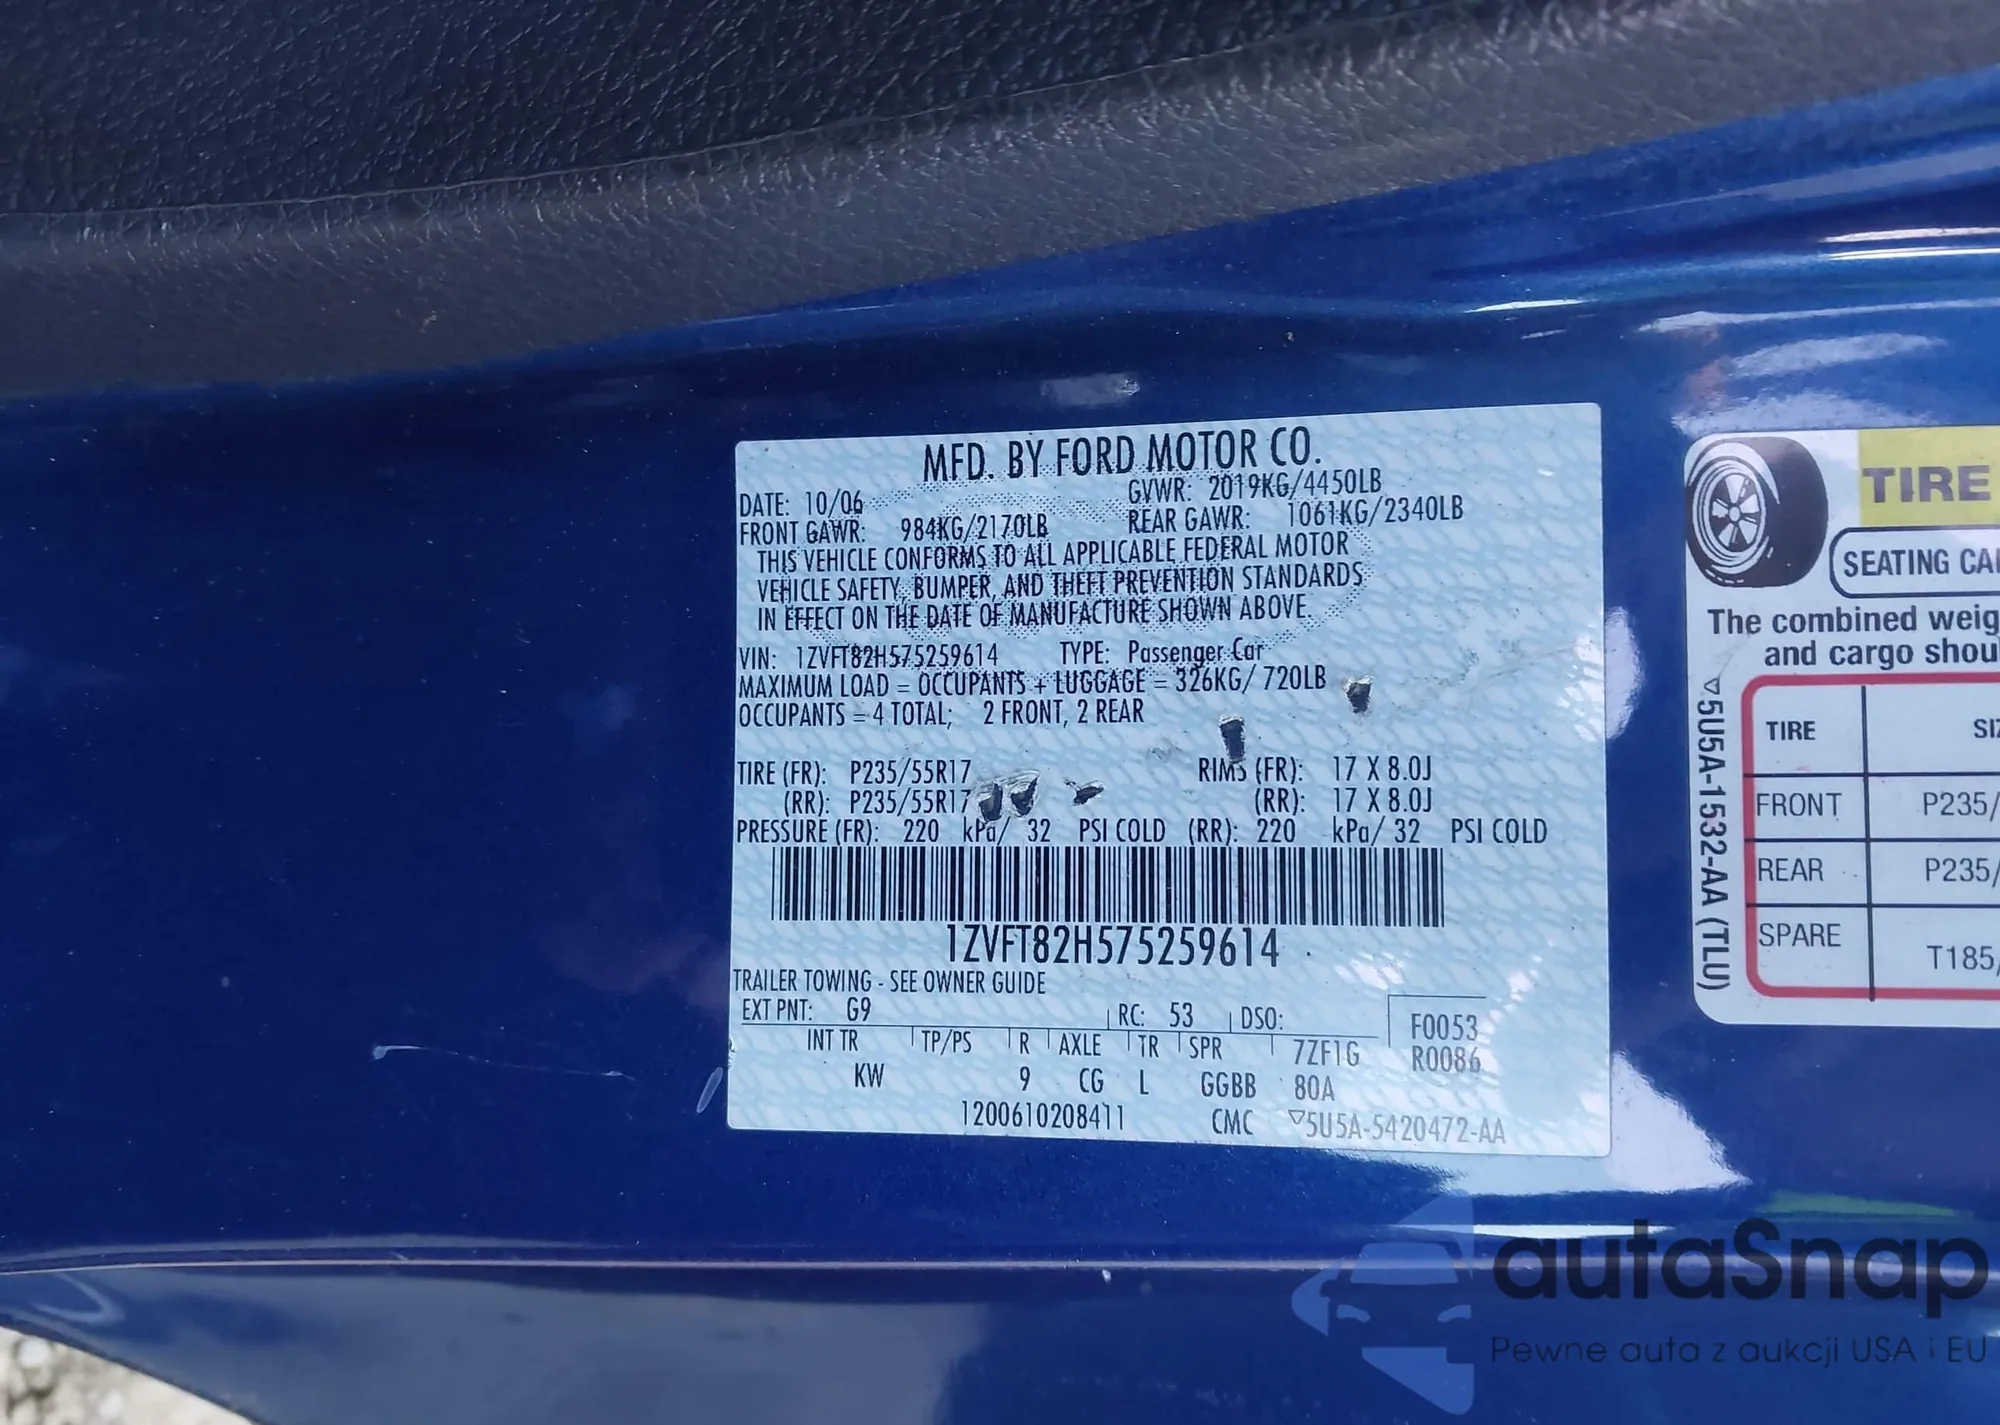 MFD. BY FORD MOTOR CO.
DATE: 10/06 GVWR: 2019KG/4450LB
FRONT GAWR: 984KG/2170LB REAR GAWR: 1061KG/2340LB
THIS VEHICLE CONFORMS TO ALL APPLICABLE FEDERAL MOTOR
VEHICLE SAFETY, BUMPER, AND THEFT PREVENTION STANDARDS
IN EFFECT ON THE DATE OF MANUFACTURE SHOWN ABOVE.
VIN: 1ZVFT82H575259614 TYPE: Passenger Car
MAXIMUM LOAD = OCCUPANTS + LUGGAGE = 326KG/ 720LB
OCCUPANTS = 4 TOTAL; 2 FRONT, 2 REAR
TIRE (FR): P235/55R17 RIMS (FR): 17 X 8.0J
(RR): P235/55R17 (RR): 17 X 8.0J
PRESSURE (FR): 220 kPa/ 32 PSI COLD (RR): 220 kPa/ 32 PSI COLD
1ZVFT82H575259614
TRAILER TOWING - SEE OWNER GUIDE
EXT PNT: G9 RC: 53 DSO: F0053
INT TR TP/PS R AXLE TR SPR 7ZF1G R0086
KW 9 CG L GGBB 80A
1200610208411 CMC ▽5U5A-5420472-AA
TIRE
SEATING CA
The combined weig
and cargo shou
▽5U5A-1532-AA (TLU)
TIRE SIZ
FRONT P235/
REAR P235/
SPARE T185/
autaSnap
Pewne auta z aukcji USA i EU